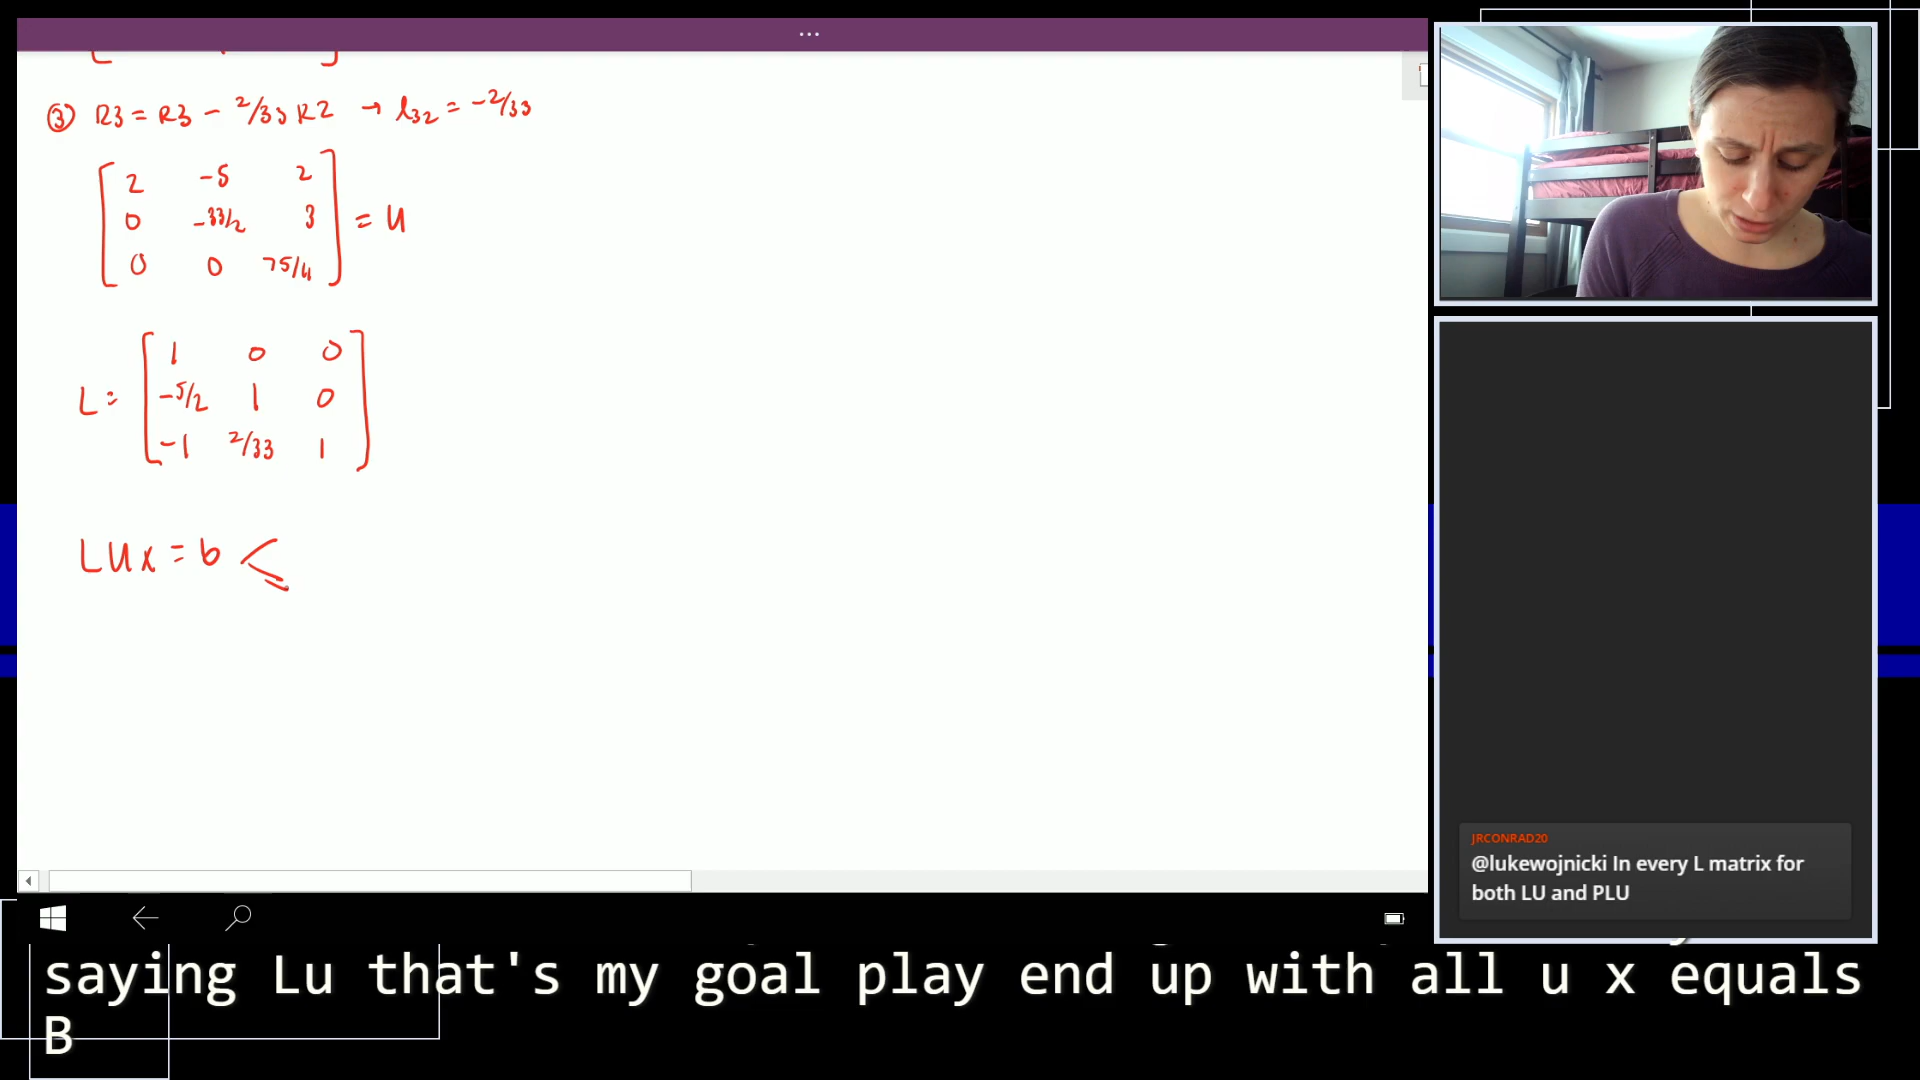 ...
③ R3 = R3 - 2/33 R2 → l32 = -2/33
2 -5 2
0 -33/2 3 = U
0 0 75/4
1 0 0
L = -5/2 1 0
-1 2/33 1
LUx = b <
JRCONRAD20
@lukewojnicki In every L matrix for
both LU and PLU
saying Lu that's my goal play end up with all u x equals
B